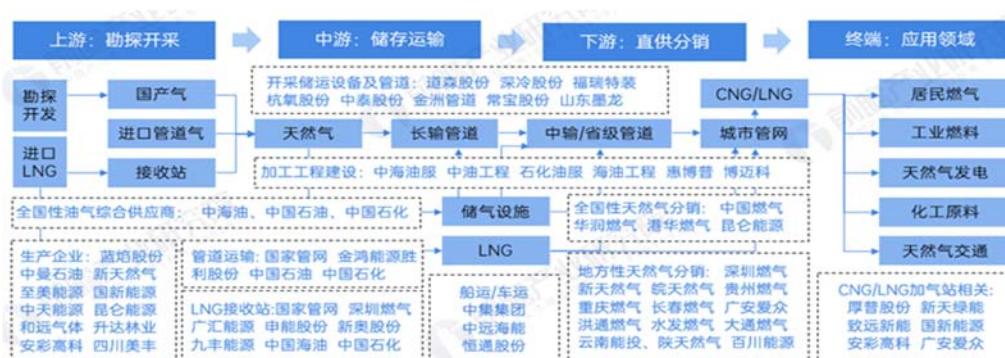 上游：勘探开采
中游：储存运输
下游：直供分销
终端：应用领域
勘探
开发
国产气
进口管道气
进口
LNG
接收站
开采储运设备及管道：道森股份 深冷股份 福瑞特装
杭氧股份 中泰股份 金洲管道 常宝股份 山东墨龙
天然气
长输管道
中输/省级管道
CNG/LNG
城市管网
居民燃气
工业燃料
天然气发电
化工原料
天然气交通
加工工程建设：中海油服 中油工程 石化油服 海油工程 惠博普 博迈科
全国性油气综合供应商：中海油、中国石油、中国石化
储气设施
LNG
全国性天然气分销：中国燃气
华润燃气 港华燃气 昆仑能源
生产企业：蓝焰股份
中曼石油 新天然气
至美能源 国新能源
中天能源 昆仑能源
和远气体 升达林业
安彩高科 四川美丰
管道运输：国家管网 金鸿能源胜
利股份 中国石油 中国石化
LNG接收站:国家管网 深圳燃气
广汇能源 申能股份 新奥股份
九丰能源 中国海油 中国石化
船运/车运
中集集团
中远海能
恒通股份
地方性天然气分销：深圳燃气
新天然气 皖天然气 贵州燃气
重庆燃气 长春燃气 广安爱众
洪通燃气 水发燃气 大通燃气
云南能投、陕天然气 百川能源
CNG/LNG加气站相关：
厚普股份 新天绿能
致远新能 国新能源
安彩高科 广安爱众